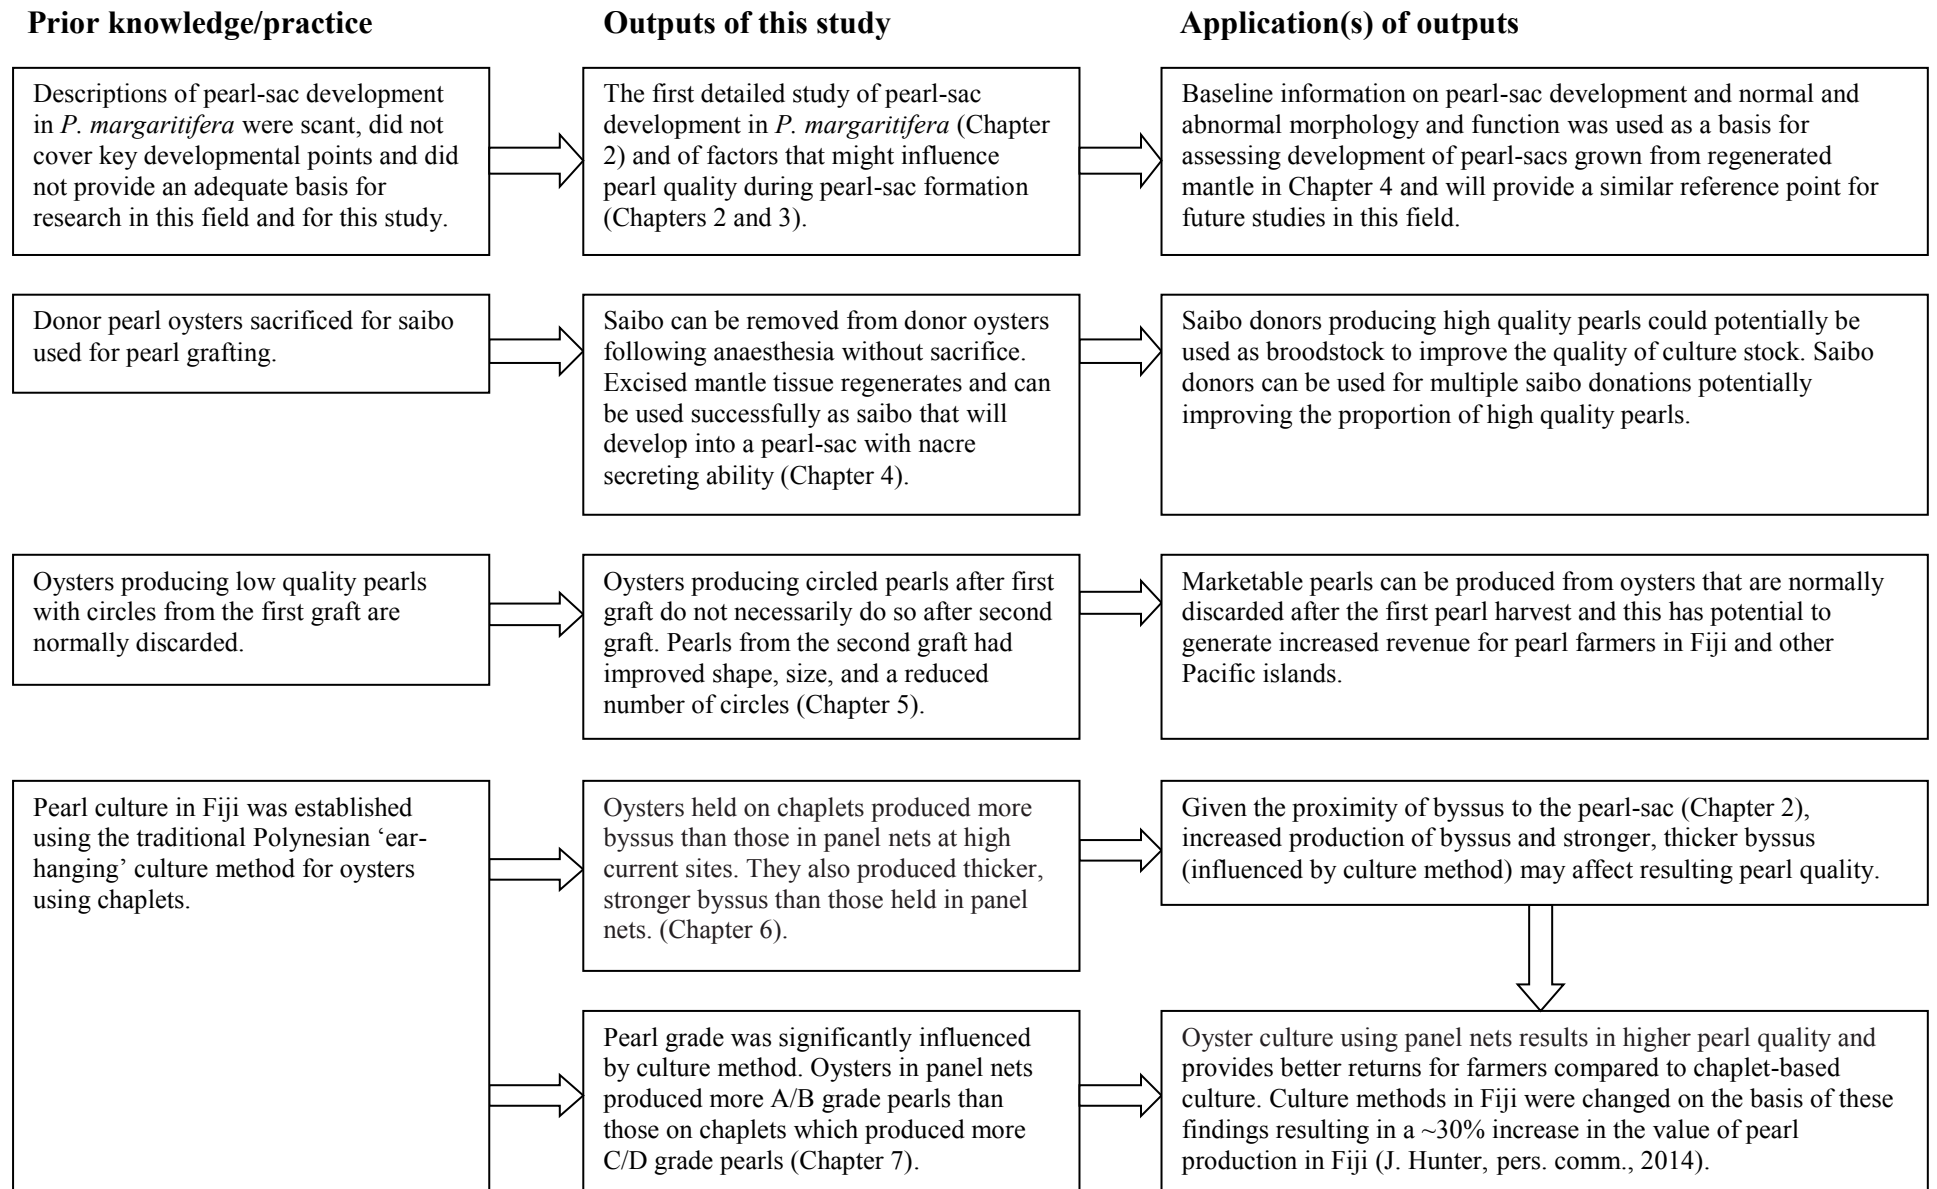 Prior knowledge/practice
Outputs of this study
Application(s) of outputs
Descriptions of pearl-sac development
in P. margaritifera were scant, did not
cover key developmental points and did
not provide an adequate basis for
research in this field and for this study.
The first detailed study of pearl-sac
development in P. margaritifera (Chapter
2) and of factors that might influence
pearl quality during pearl-sac formation
(Chapters 2 and 3).
Baseline information on pearl-sac development and normal and
abnormal morphology and function was used as a basis for
assessing development of pearl-sacs grown from regenerated
mantle in Chapter 4 and will provide a similar reference point for
future studies in this field.
Donor pearl oysters sacrificed for saibo
used for pearl grafting.
Saibo can be removed from donor oysters
following anaesthesia without sacrifice.
Excised mantle tissue regenerates and can
be used successfully as saibo that will
develop into a pearl-sac with nacre
secreting ability (Chapter 4).
Saibo donors producing high quality pearls could potentially be
used as broodstock to improve the quality of culture stock. Saibo
donors can be used for multiple saibo donations potentially
improving the proportion of high quality pearls.
Oysters producing low quality pearls
with circles from the first graft are
normally discarded.
Oysters producing circled pearls after first
graft do not necessarily do so after second
graft. Pearls from the second graft had
improved shape, size, and a reduced
number of circles (Chapter 5).
Marketable pearls can be produced from oysters that are normally
discarded after the first pearl harvest and this has potential to
generate increased revenue for pearl farmers in Fiji and other
Pacific islands.
Pearl culture in Fiji was established
using the traditional Polynesian ‘ear-
hanging’ culture method for oysters
using chaplets.
Oysters held on chaplets produced more
byssus than those in panel nets at high
current sites. They also produced thicker,
stronger byssus than those held in panel
nets. (Chapter 6).
Given the proximity of byssus to the pearl-sac (Chapter 2),
increased production of byssus and stronger, thicker byssus
(influenced by culture method) may affect resulting pearl quality.
Pearl grade was significantly influenced
by culture method. Oysters in panel nets
produced more A/B grade pearls than
those on chaplets which produced more
C/D grade pearls (Chapter 7).
Oyster culture using panel nets results in higher pearl quality and
provides better returns for farmers compared to chaplet-based
culture. Culture methods in Fiji were changed on the basis of these
findings resulting in a ~30% increase in the value of pearl
production in Fiji (J. Hunter, pers. comm., 2014).